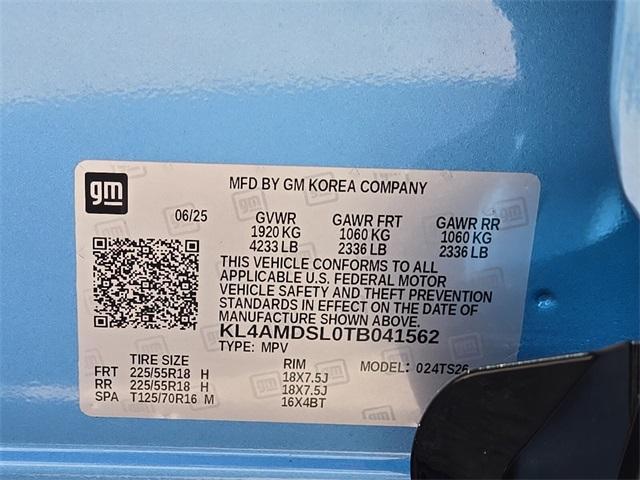 gm
MFD BY GM KOREA COMPANY
06/25 GVWR GAWR FRT GAWR RR
1920 KG 1060 KG 1060 KG
4233 LB 2336 LB 2336 LB
THIS VEHICLE CONFORMS TO ALL
APPLICABLE U.S. FEDERAL MOTOR
VEHICLE SAFETY AND THEFT PREVENTION
STANDARDS IN EFFECT ON THE DATE OF
MANUFACTURE SHOWN ABOVE.
KL4AMDSL0TB041562
TYPE: MPV
TIRE SIZE RIM MODEL: 024TS26
FRT 225/55R18 H 18X7.5J
RR 225/55R18 H 18X7.5J
SPA T125/70R16 M 16X4BT